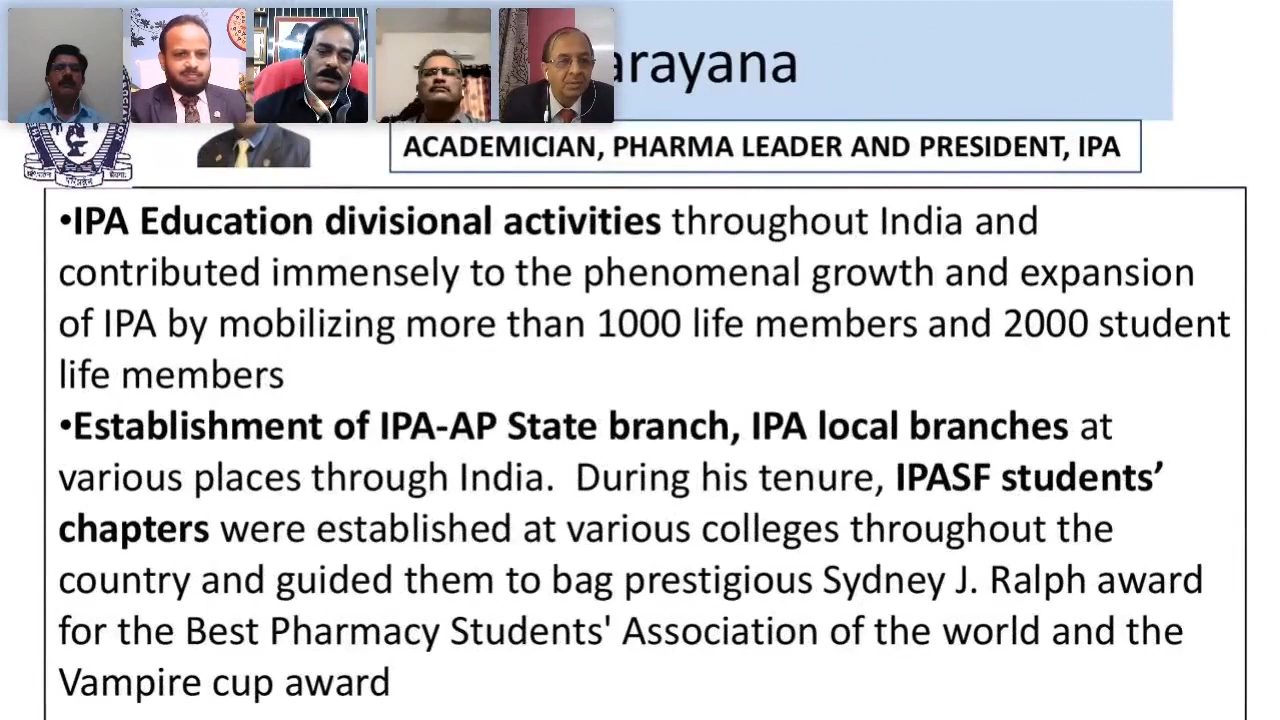 arayana
ACADEMICIAN, PHARMA LEADER AND PRESIDENT, IPA
•IPA Education divisional activities throughout India and
contributed immensely to the phenomenal growth and expansion
of IPA by mobilizing more than 1000 life members and 2000 student
life members
•Establishment of IPA-AP State branch, IPA local branches at
various places through India.  During his tenure, IPASF students’
chapters were established at various colleges throughout the
country and guided them to bag prestigious Sydney J. Ralph award
for the Best Pharmacy Students' Association of the world and the
Vampire cup award